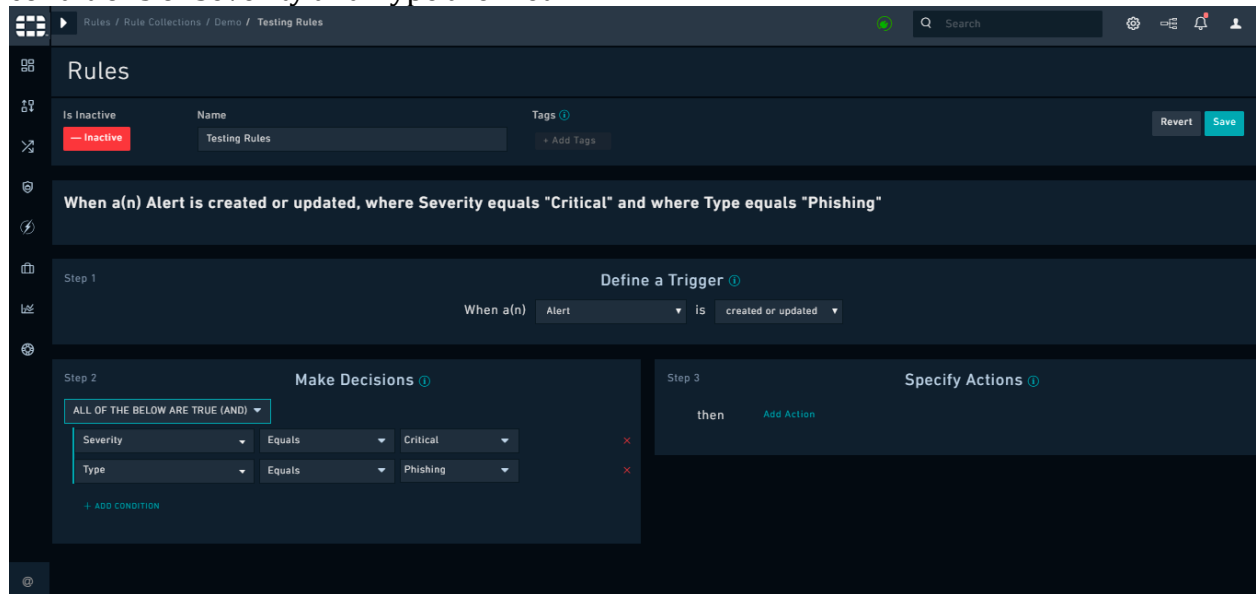 Rules / Rule Collections / Demo / Testing Rules
Search
Rules
Is Inactive Name Tags
— Inactive Testing Rules + Add Tags Revert Save
When a(n) Alert is created or updated, where Severity equals "Critical" and where Type equals "Phishing"
Step 1 Define a Trigger
When a(n) Alert is created or updated
Step 2 Make Decisions
ALL OF THE BELOW ARE TRUE (AND)
Severity Equals Critical
Type Equals Phishing
+ ADD CONDITION
Step 3 Specify Actions
then Add Action
@